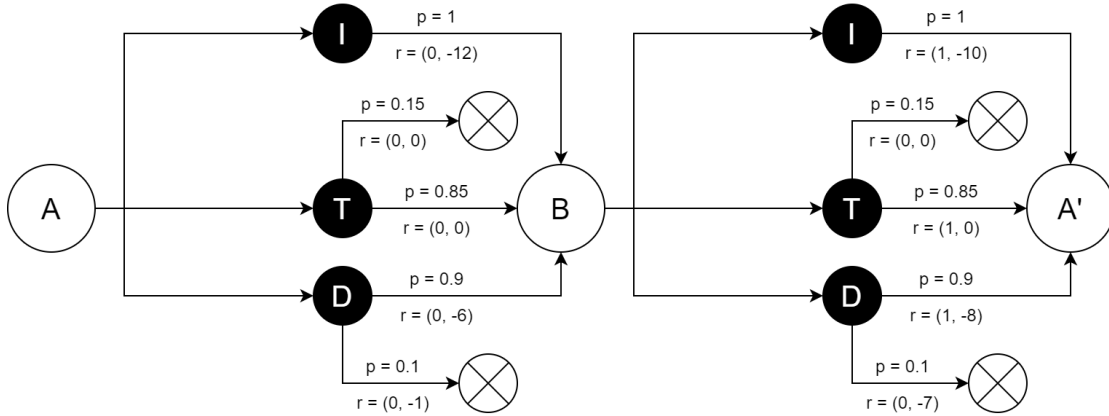 I
p = 1
r = (0, -12)
p = 0.15
r = (0, 0)
A
T
p = 0.85
r = (0, 0)
B
D
p = 0.9
r = (0, -6)
p = 0.1
r = (0, -1)
I
p = 1
r = (1, -10)
p = 0.15
r = (0, 0)
T
p = 0.85
r = (1, 0)
A'
D
p = 0.9
r = (1, -8)
p = 0.1
r = (0, -7)